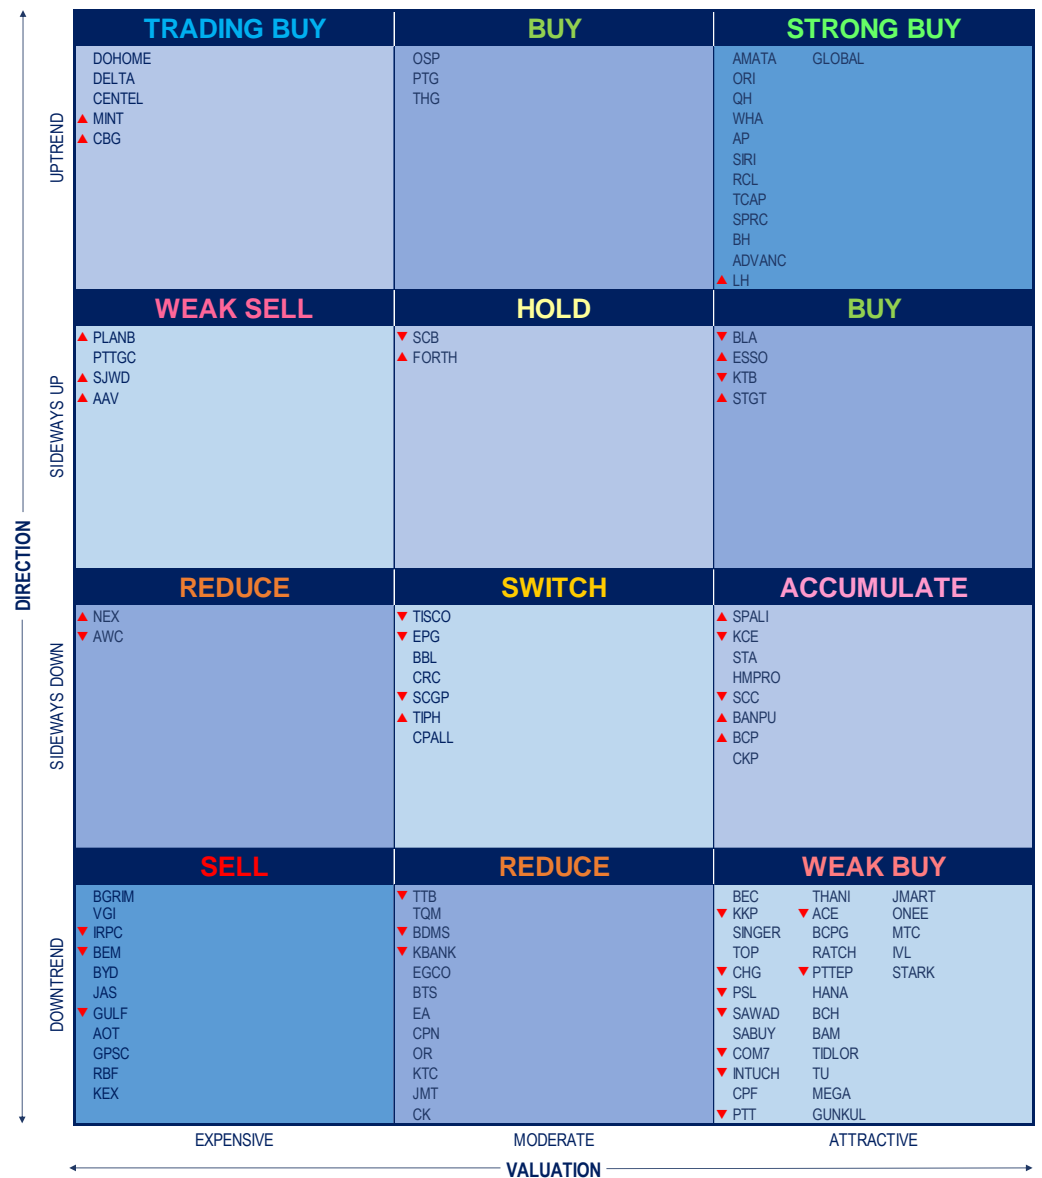 TRADING BUY
BUY
STRONG BUY
UPTREND
DOHOME
DELTA
CENTEL
▲ MINT
▲ CBG
OSP
PTG
THG
AMATA GLOBAL
ORI
QH
WHA
AP
SIRI
RCL
TCAP
SPRC
BH
ADVANC
▲ LH
WEAK SELL
HOLD
BUY
SIDEWAYS UP
▲ PLANB
PTTGC
▲ SJWD
▲ AAV
▼ SCB
▲ FORTH
▼ BLA
▲ ESSO
▼ KTB
▲ STGT
DIRECTION
REDUCE
SWITCH
ACCUMULATE
SIDEWAYS DOWN
▲ NEX
▼ AWC
▼ TISCO
▼ EPG
BBL
CRC
▼ SCGP
▲ TIPH
CPALL
▲ SPALI
▼ KCE
STA
HMPRO
▼ SCC
▲ BANPU
▲ BCP
CKP
SELL
REDUCE
WEAK BUY
DOWNTREND
BGRIM
VGI
▼ IRPC
▼ BEM
BYD
JAS
▼ GULF
AOT
GPSC
RBF
KEX
▼ TTB
TQM
▼ BDMS
▼ KBANK
EGCO
BTS
EA
CPN
OR
KTC
JMT
CK
BEC THANI JMART
▼ KKP ▼ ACE ONEE
SINGER BCPG MTC
TOP RATCH IVL
▼ CHG ▼ PTTEP STARK
▼ PSL HANA
▼ SAWAD BCH
SABUY BAM
▼ COM7 TIDLOR
▼ INTUCH TU
CPF MEGA
▼ PTT GUNKUL
EXPENSIVE
MODERATE
ATTRACTIVE
VALUATION